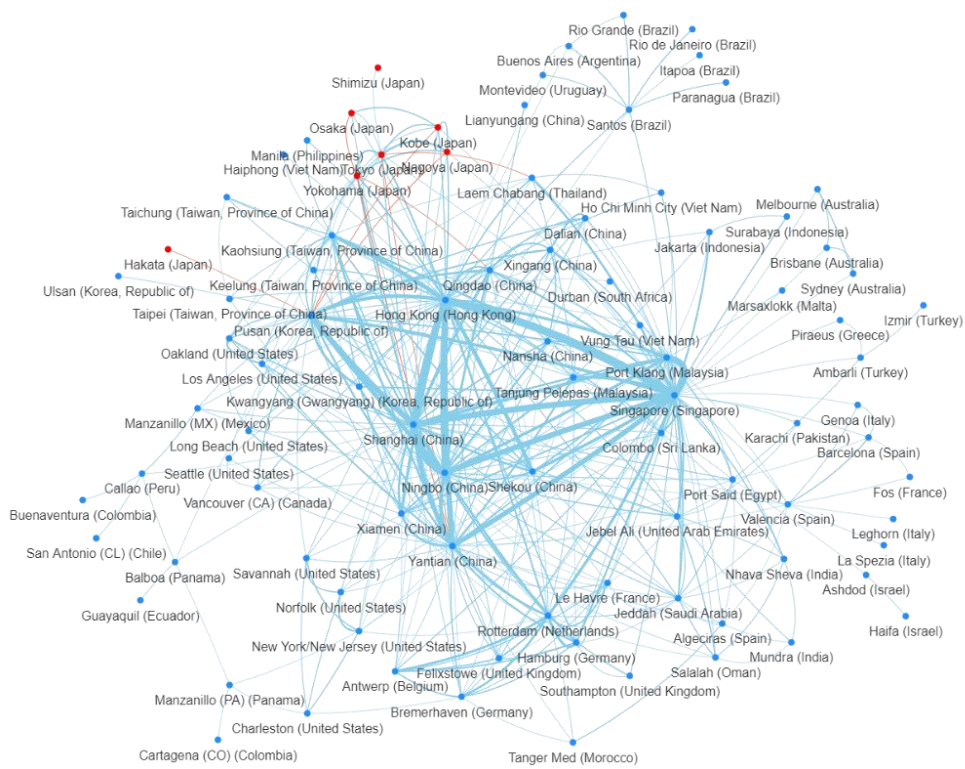 Rio Grande (Brazil)
Rio de Janeiro (Brazil)
Buenos Aires (Argentina)
Itapoa (Brazil)
Shimizu (Japan)
Montevideo (Uruguay)
Paranagua (Brazil)
Lianyungang (China)
Santos (Brazil)
Osaka (Japan)
Kobe (Japan)
Manila (Philippines)
Haiphong (Viet Nam)
Tokyo (Japan)
Nagoya (Japan)
Yokohama (Japan)
Laem Chabang (Thailand)
Taichung (Taiwan, Province of China)
Ho Chi Minh City (Viet Nam)
Melbourne (Australia)
Dalian (China)
Surabaya (Indonesia)
Jakarta (Indonesia)
Kaohsiung (Taiwan, Province of China)
Hakata (Japan)
Xingang (China)
Brisbane (Australia)
Ulsan (Korea, Republic of)
Keelung (Taiwan, Province of China)
Qingdao (China)
Durban (South Africa)
Sydney (Australia)
Marsaxlokk (Malta)
Taipei (Taiwan, Province of China)
Hong Kong (Hong Kong)
Izmir (Turkey)
Pusan (Korea, Republic of)
Vung Tau (Viet Nam)
Piraeus (Greece)
Oakland (United States)
Nansha (China)
Port Klang (Malaysia)
Ambarli (Turkey)
Los Angeles (United States)
Kwangyang (Gwangyang) (Korea, Republic of)
Tanjung Pelepas (Malaysia)
Singapore (Singapore)
Manzanillo (MX) (Mexico)
Genoa (Italy)
Long Beach (United States)
Shanghai (China)
Colombo (Sri Lanka)
Karachi (Pakistan)
Barcelona (Spain)
Seattle (United States)
Callao (Peru)
Ningbo (China)
Shekou (China)
Port Said (Egypt)
Fos (France)
Vancouver (CA) (Canada)
Buenaventura (Colombia)
Xiamen (China)
Valencia (Spain)
Jebel Ali (United Arab Emirates)
Leghorn (Italy)
San Antonio (CL) (Chile)
Yantian (China)
La Spezia (Italy)
Balboa (Panama)
Savannah (United States)
Nhava Sheva (India)
Ashdod (Israel)
Le Havre (France)
Guayaquil (Ecuador)
Norfolk (United States)
Jeddah (Saudi Arabia)
Rotterdam (Netherlands)
Haifa (Israel)
Algeciras (Spain)
New York/New Jersey (United States)
Hamburg (Germany)
Mundra (India)
Felixstowe (United Kingdom)
Salalah (Oman)
Antwerp (Belgium)
Southampton (United Kingdom)
Manzanillo (PA) (Panama)
Bremerhaven (Germany)
Charleston (United States)
Cartagena (CO) (Colombia)
Tanger Med (Morocco)